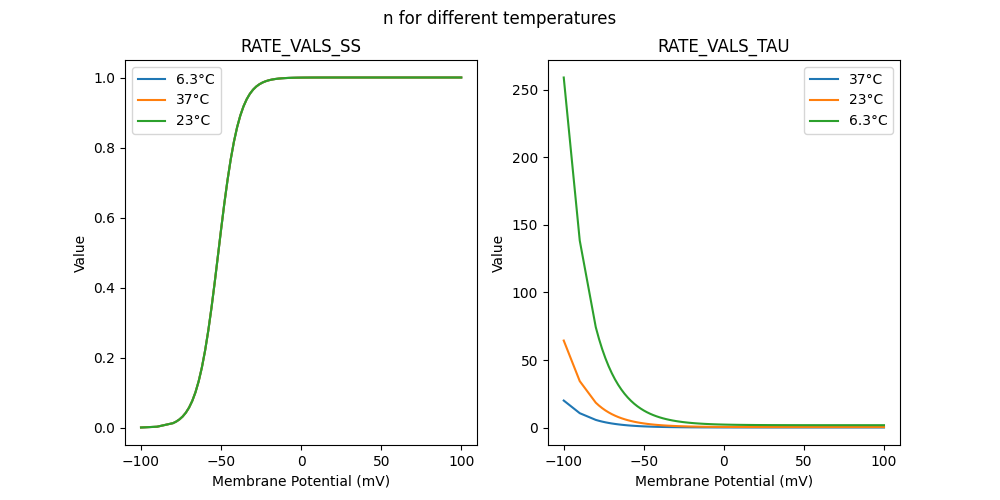 n for different temperatures
RATE_VALS_SS
Value
1.0
0.8
0.6
0.4
0.2
0.0
6.3°C
37°C
23°C
−100
−50
0
50
100
Membrane Potential (mV)
RATE_VALS_TAU
Value
250
200
150
100
50
0
37°C
23°C
6.3°C
−100
−50
0
50
100
Membrane Potential (mV)